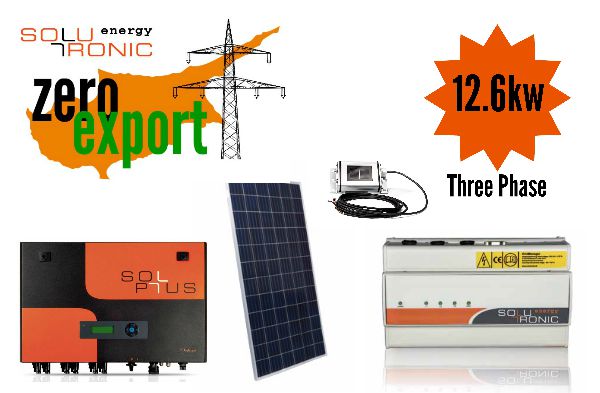 SOLU energy
TRONIC
zero
export
12.6kw
Three Phase
SOL
PLUS
SOLU energy
TRONIC